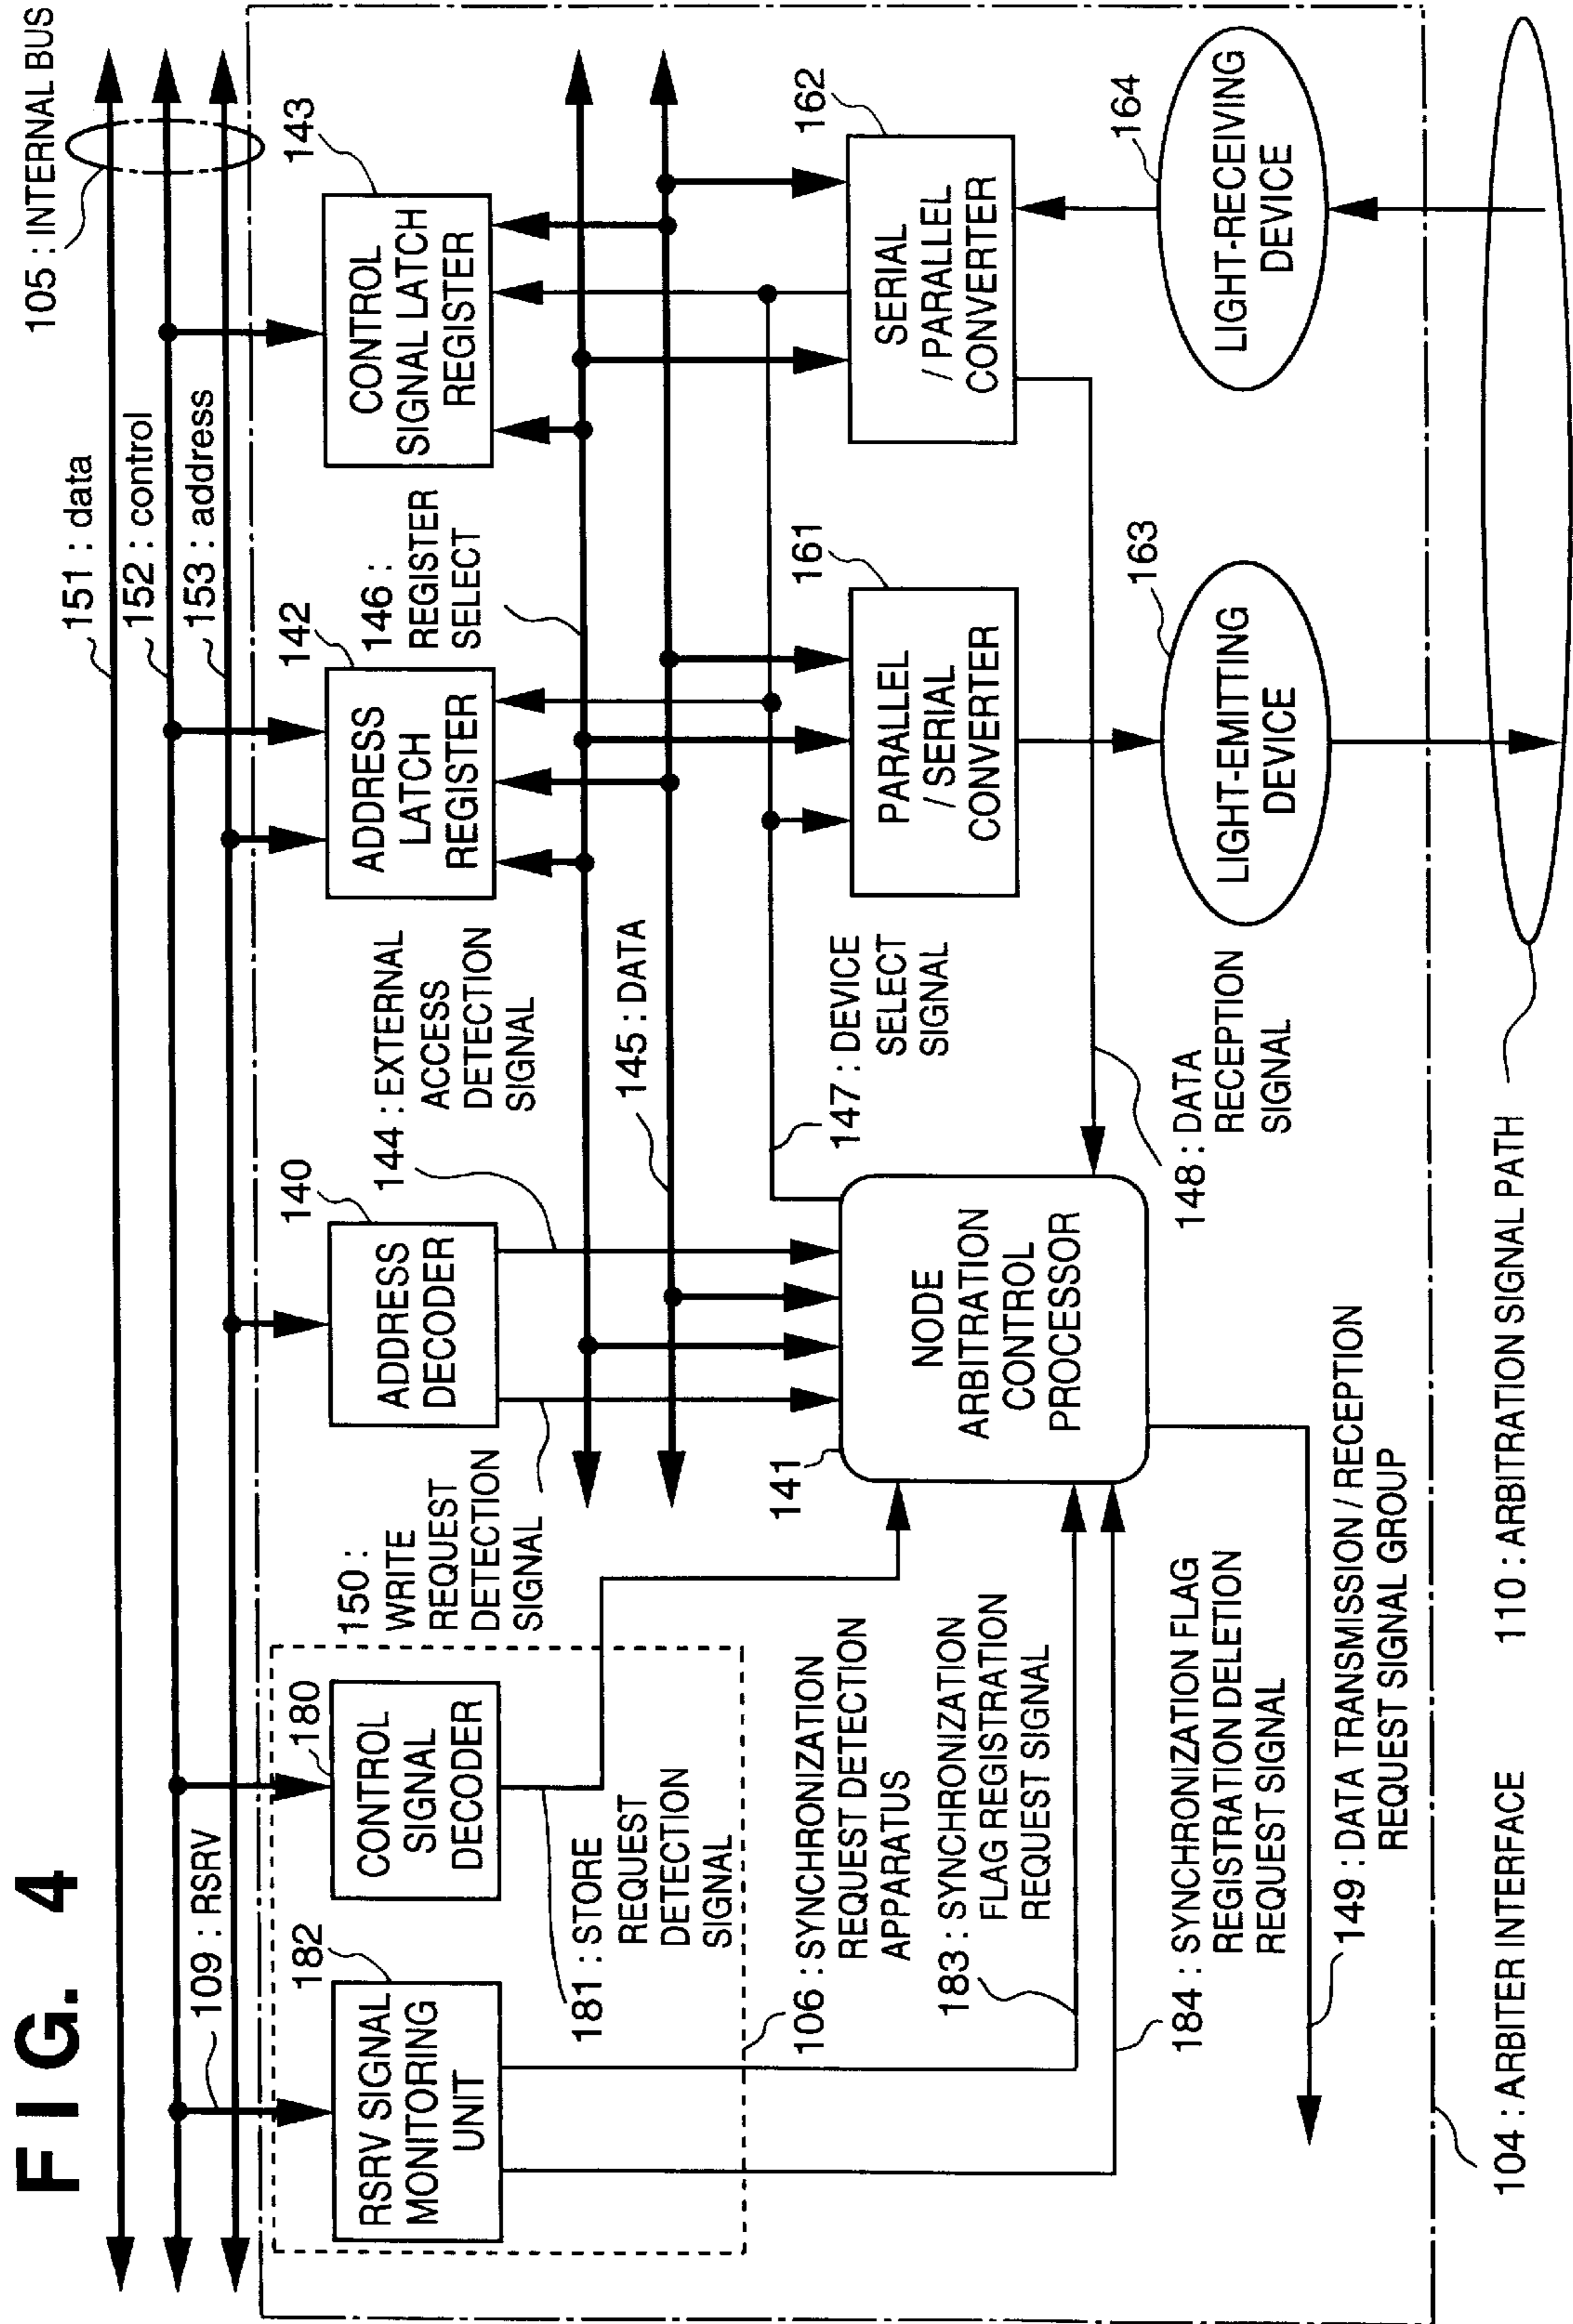 FIG. 4
105 : INTERNAL BUS
151 : data
152 : control
153 : address
109 : RSRV
182
RSRV SIGNAL
MONITORING
UNIT
180
CONTROL
SIGNAL
DECODER
150 :
WRITE
REQUEST
DETECTION
SIGNAL
140
ADDRESS
DECODER
144 : EXTERNAL
ACCESS
DETECTION
SIGNAL
142
ADDRESS
LATCH
REGISTER
146 :
REGISTER
SELECT
143
CONTROL
SIGNAL LATCH
REGISTER
181 : STORE
REQUEST
DETECTION
SIGNAL
145 : DATA
106 : SYNCHRONIZATION
REQUEST DETECTION
APPARATUS
141
NODE
ARBITRATION
CONTROL
PROCESSOR
147 : DEVICE
SELECT
SIGNAL
161
PARALLEL
/ SERIAL
CONVERTER
162
SERIAL
/ PARALLEL
CONVERTER
183 : SYNCHRONIZATION
FLAG REGISTRATION
REQUEST SIGNAL
184 : SYNCHRONIZATION FLAG
REGISTRATION DELETION
REQUEST SIGNAL
148 : DATA
RECEPTION
SIGNAL
163
LIGHT-EMITTING
DEVICE
164
LIGHT-RECEIVING
DEVICE
149 : DATA TRANSMISSION / RECEPTION
REQUEST SIGNAL GROUP
104 : ARBITER INTERFACE
110 : ARBITRATION SIGNAL PATH